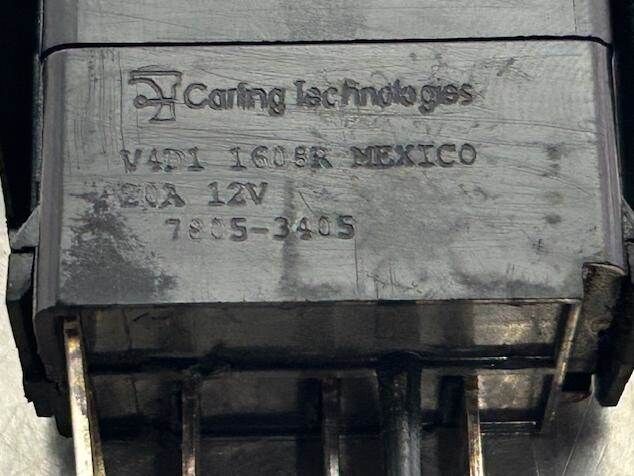 Carling Technologies
V4D1 1608R MEXICO
20A 12V
7805-3405